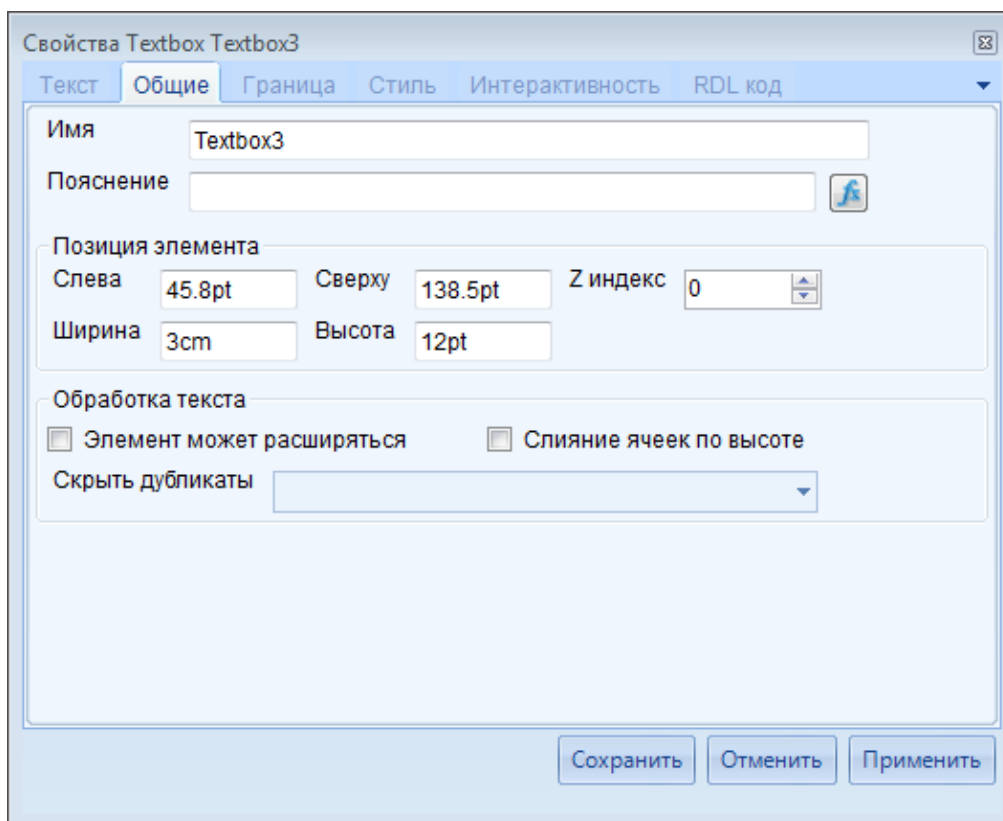 Свойства Textbox Textbox3
Текст Общие Граница Стиль Интерактивность RDL код
Имя Textbox3
Пояснение fx
Позиция элемента
Слева 45.8pt Сверху 138.5pt Z индекс 0
Ширина 3cm Высота 12pt
Обработка текста
Элемент может расширяться Слияние ячеек по высоте
Скрыть дубликаты
Сохранить Отменить Применить